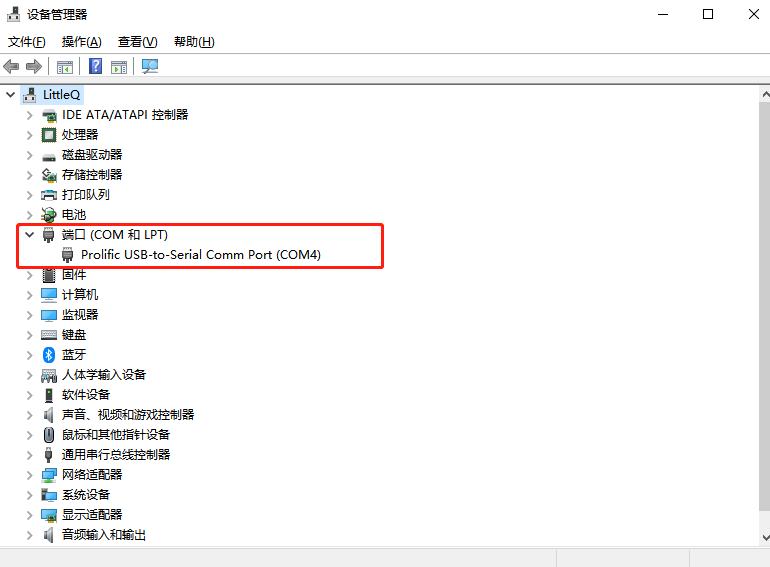 设备管理器
文件(F) 操作(A) 查看(V) 帮助(H)
LittleQ
IDE ATA/ATAPI 控制器
处理器
磁盘驱动器
存储控制器
打印队列
电池
端口 (COM 和 LPT)
Prolific USB-to-Serial Comm Port (COM4)
固件
计算机
监视器
键盘
蓝牙
人体学输入设备
软件设备
声音、视频和游戏控制器
鼠标和其他指针设备
通用串行总线控制器
网络适配器
系统设备
显示适配器
音频输入和输出